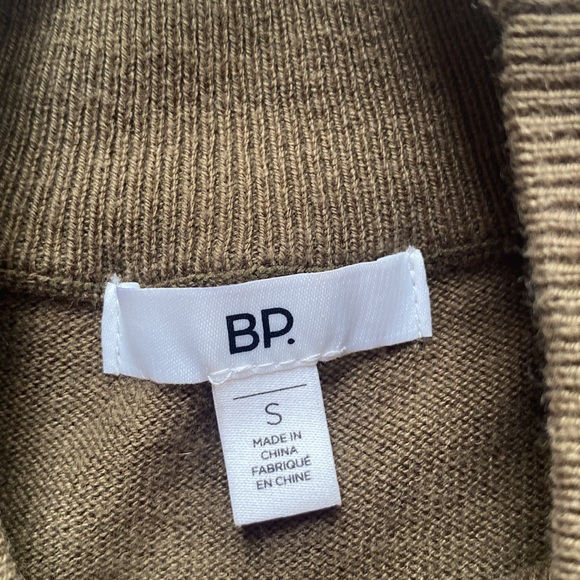 BP.
S
MADE IN
CHINA
FABRIQUÉ
EN CHINE